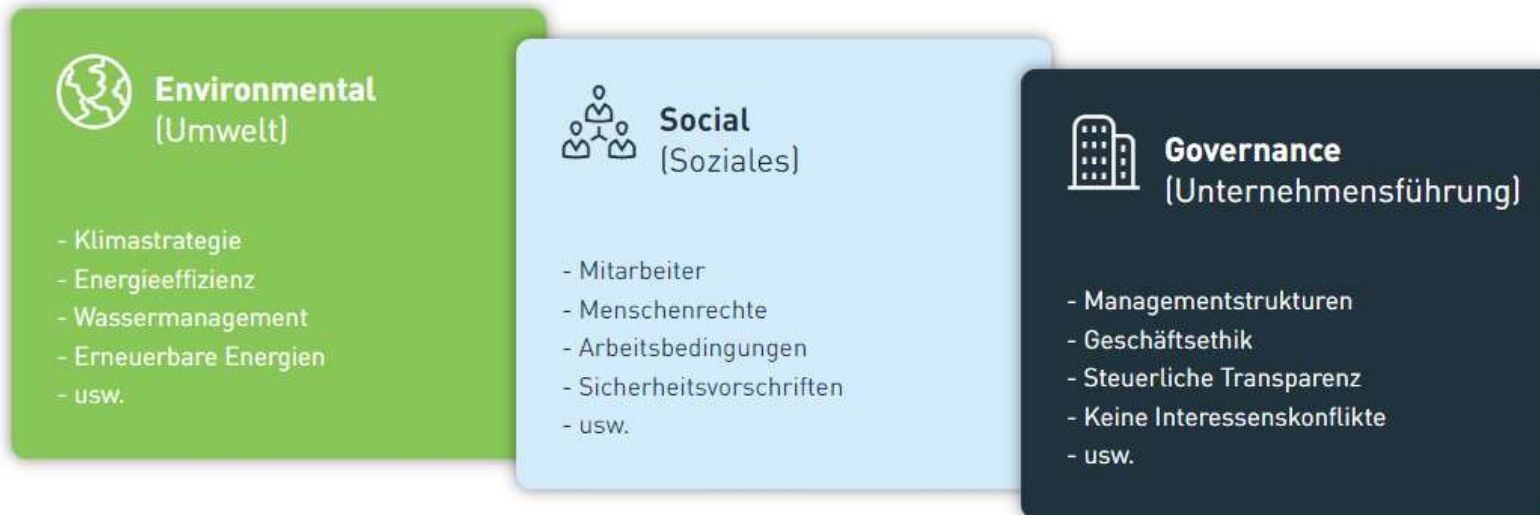 Environmental
(Umwelt)
- Klimastrategie
- Energieeffizienz
- Wassermanagement
- Erneuerbare Energien
- usw.
Social
(Soziales)
- Mitarbeiter
- Menschenrechte
- Arbeitsbedingungen
- Sicherheitsvorschriften
- usw.
Governance
(Unternehmensführung)
- Managementstrukturen
- Geschäftsethik
- Steuerliche Transparenz
- Keine Interessenskonflikte
- usw.